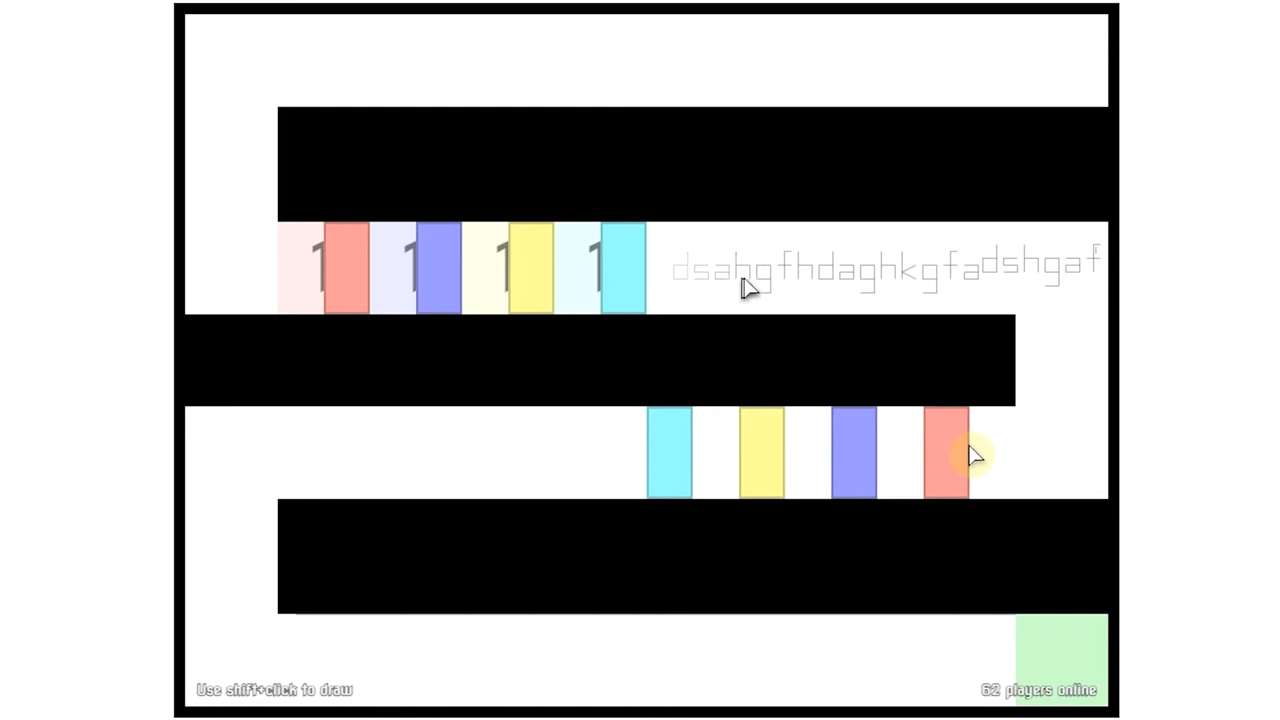 1 1 1 1
dsahgfhdaghkgfadshgaf
Use shift+click to draw
62 players online